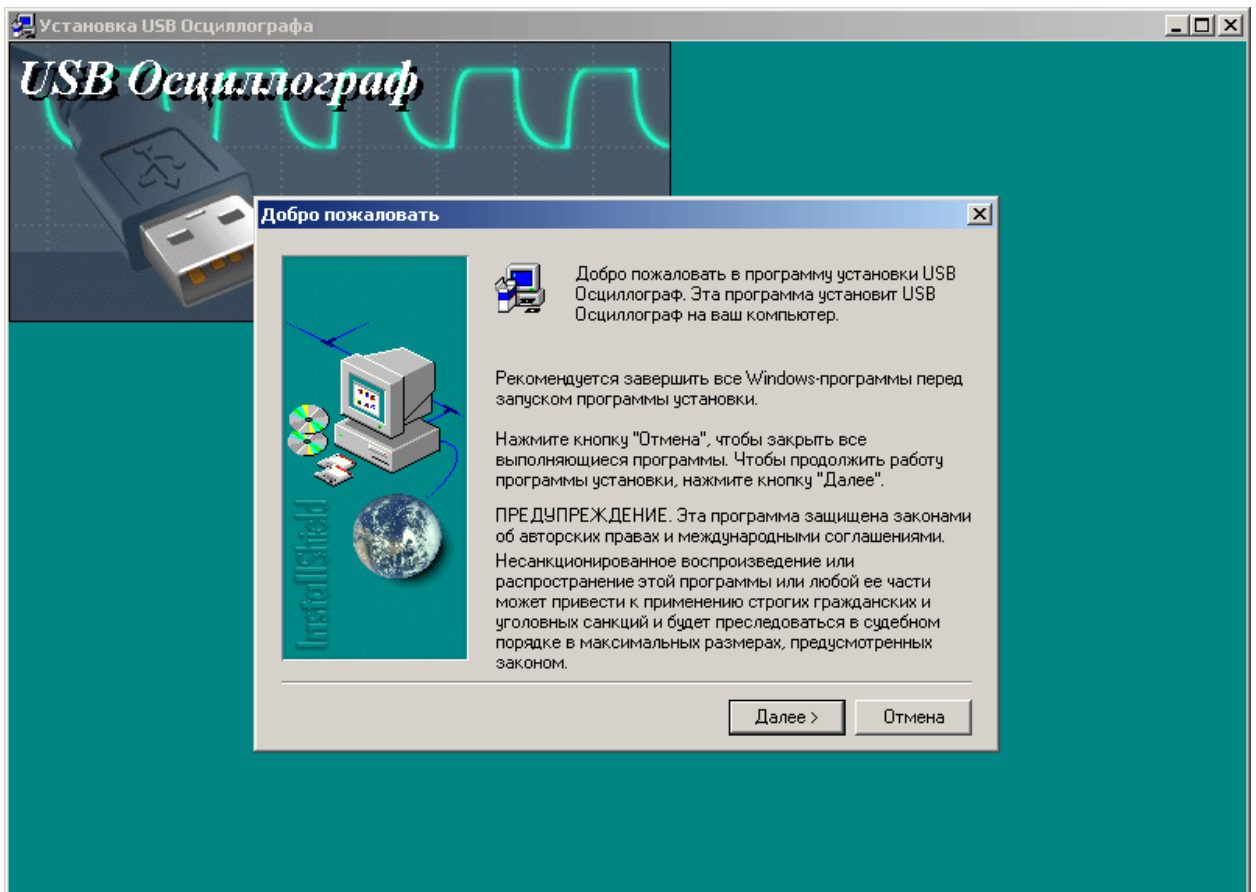 Установка USB Осциллографа
USB Осциллограф
Добро пожаловать
Добро пожаловать в программу установки USB
Осциллограф. Эта программа установит USB
Осциллограф на ваш компьютер.
Рекомендуется завершить все Windows-программы перед
запуском программы установки.
Нажмите кнопку "Отмена", чтобы закрыть все
выполняющиеся программы. Чтобы продолжить работу
программы установки, нажмите кнопку "Далее".
ПРЕДУПРЕЖДЕНИЕ. Эта программа защищена законами
об авторских правах и международными соглашениями.
Несанкционированное воспроизведение или
распространение этой программы или любой ее части
может привести к применению строгих гражданских и
уголовных санкций и будет преследоваться в судебном
порядке в максимальных размерах, предусмотренных
законом.
InstallShield
Далее >
Отмена